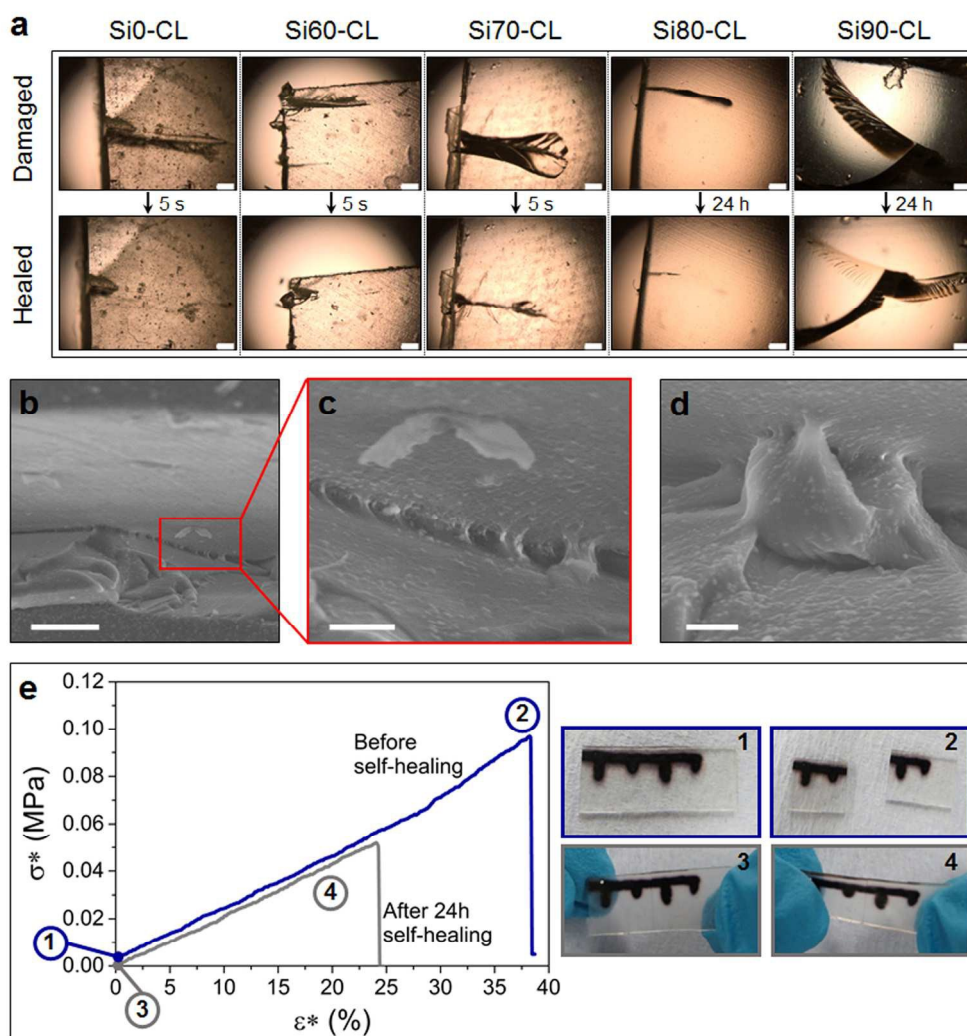 a
Si0-CL Si60-CL Si70-CL Si80-CL Si90-CL
Damaged
5 s 5 s 5 s 24 h 24 h
Healed
b
c
d
e
0.12
0.10
0.08
0.06
0.04
0.02
0.00
σ* (MPa)
2
Before
self-healing
4
After 24h
self-healing
1
3
0 5 10 15 20 25 30 35 40
ε* (%)
1
2
3
4